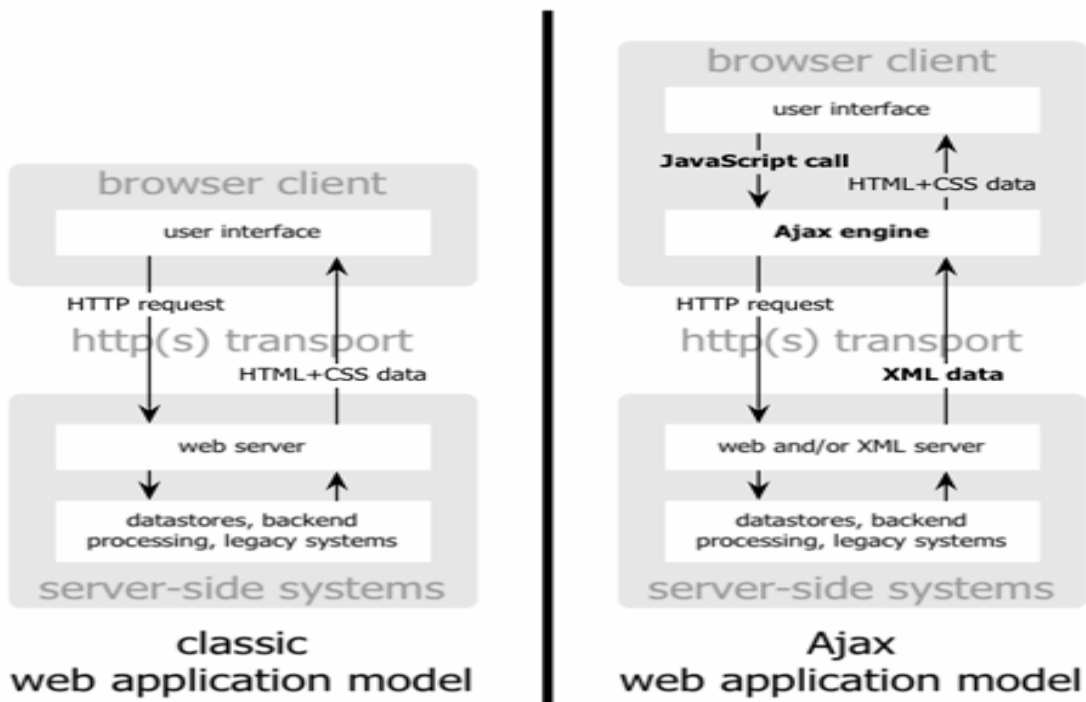 browser client
user interface
HTTP request
http(s) transport
HTML+CSS data
web server
datastores, backend
processing, legacy systems
server-side systems
classic
web application model
browser client
user interface
JavaScript call
HTML+CSS data
Ajax engine
HTTP request
http(s) transport
XML data
web and/or XML server
datastores, backend
processing, legacy systems
server-side systems
Ajax
web application model